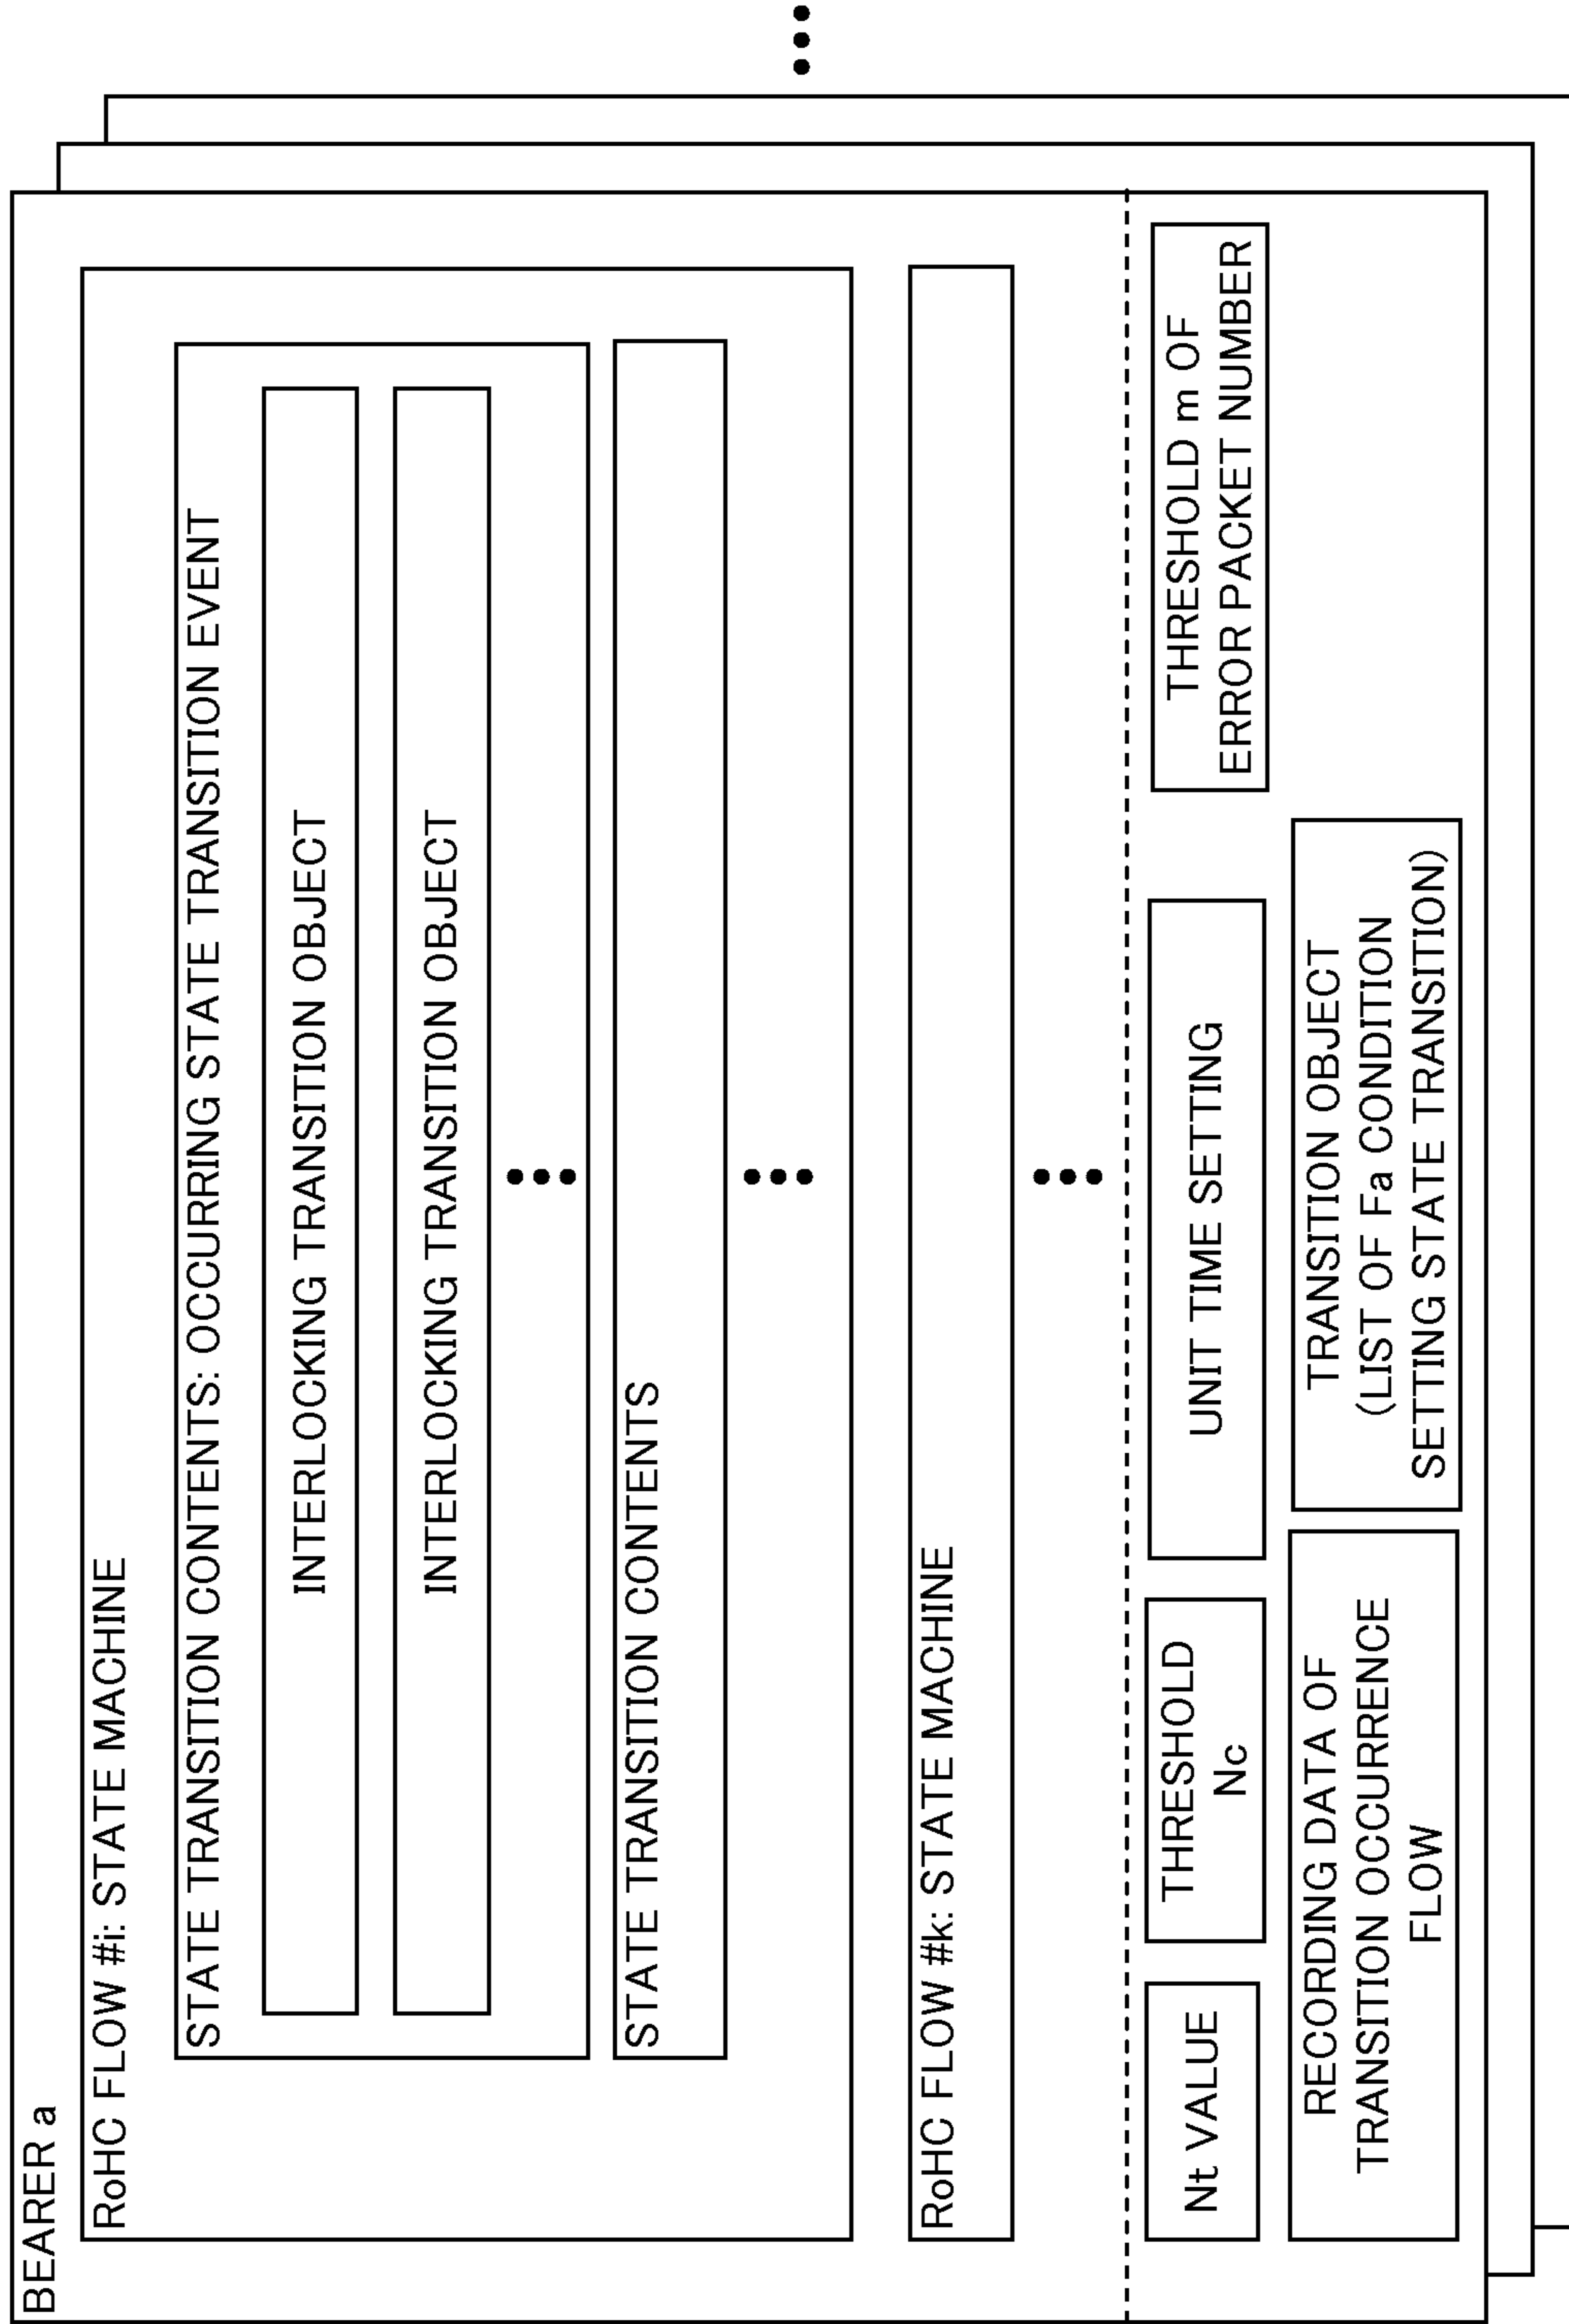 BEARER a
RoHC FLOW #i: STATE MACHINE
STATE TRANSITION CONTENTS: OCCURRING STATE TRANSITION EVENT
INTERLOCKING TRANSITION OBJECT
INTERLOCKING TRANSITION OBJECT
STATE TRANSITION CONTENTS
RoHC FLOW #k: STATE MACHINE
Nt VALUE
THRESHOLD
Nc
UNIT TIME SETTING
THRESHOLD m OF
ERROR PACKET NUMBER
RECORDING DATA OF
TRANSITION OCCURRENCE
FLOW
TRANSITION OBJECT
(LIST OF Fa CONDITION
SETTING STATE TRANSITION)